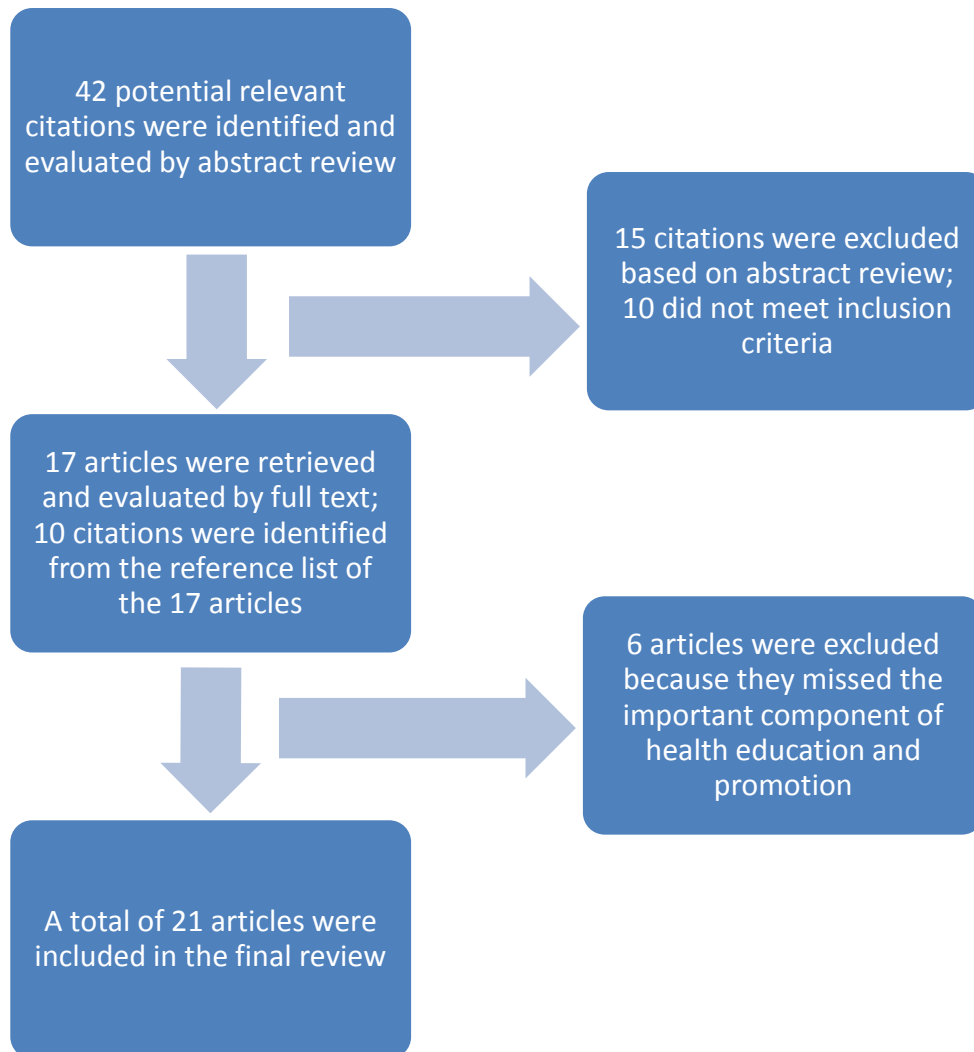 42 potential relevant
citations were identified and
evaluated by abstract review
15 citations were excluded
based on abstract review;
10 did not meet inclusion
criteria
17 articles were retrieved
and evaluated by full text;
10 citations were identified
from the reference list of
the 17 articles
6 articles were excluded
because they missed the
important component of
health education and
promotion
A total of 21 articles were
included in the final review